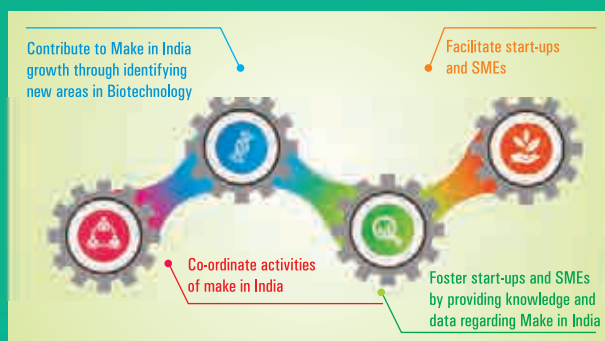 Contribute to Make in India
growth through identifying
new areas in Biotechnology
Facilitate start-ups
and SMEs
Co-ordinate activities
of make in India
Foster start-ups and SMEs
by providing knowledge and
data regarding Make in India